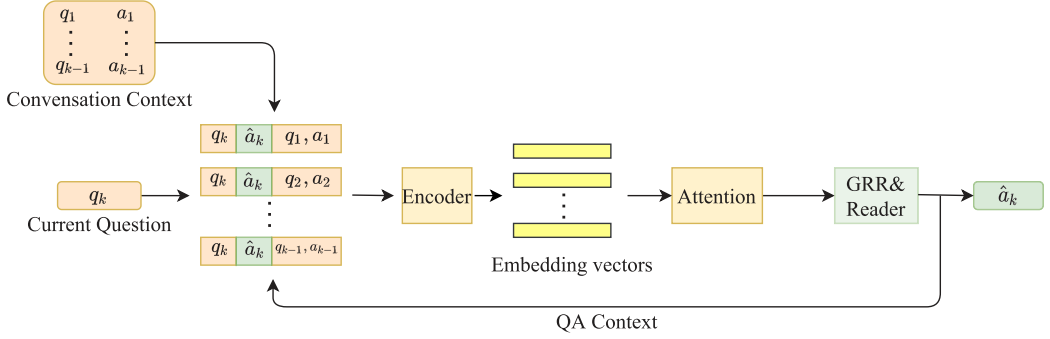 q₁ a₁
⋮ ⋮
qₖ₋₁ aₖ₋₁
Convensation Context
qₖ âₖ q₁, a₁
qₖ âₖ q₂, a₂
⋮
qₖ âₖ qₖ₋₁, aₖ₋₁
qₖ
Current Question
Encoder
⋮
Embedding vectors
Attention
GRR&
Reader
âₖ
QA Context